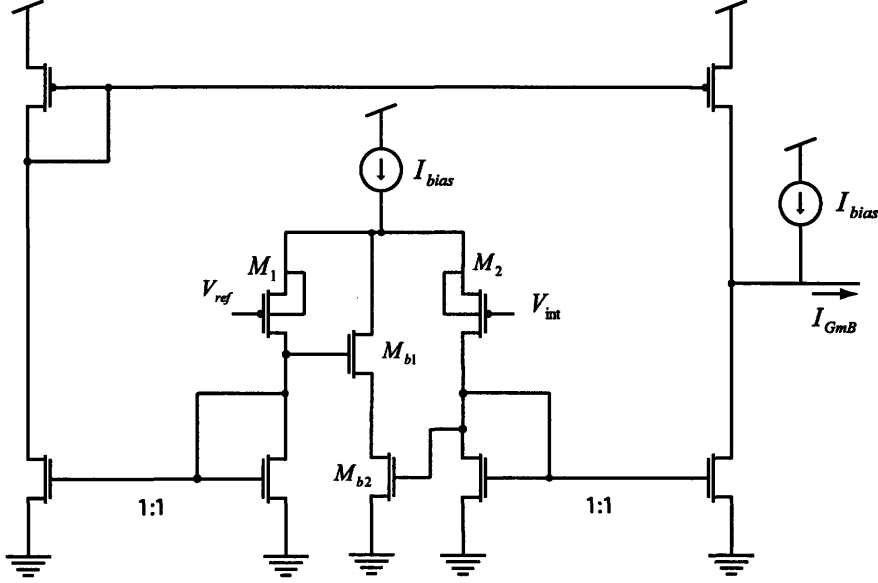 I_bias
I_bias
M_1
M_2
V_ref
V_int
I_GmB
M_b1
M_b2
1:1
1:1